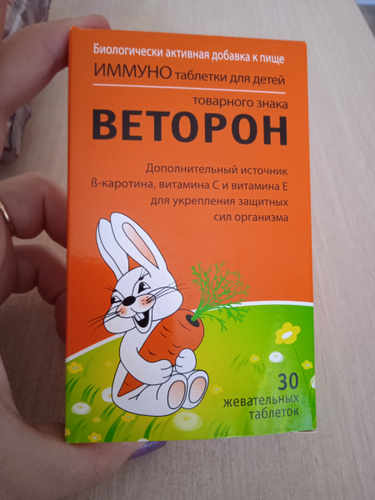 Биологически активная добавка к пище
ИММУНО таблетки для детей
товарного знака
ВЕТОРОН
Дополнительный источник
ß-каротина, витамина С и витамина Е
для укрепления защитных
сил организма
30
жевательных
таблеток